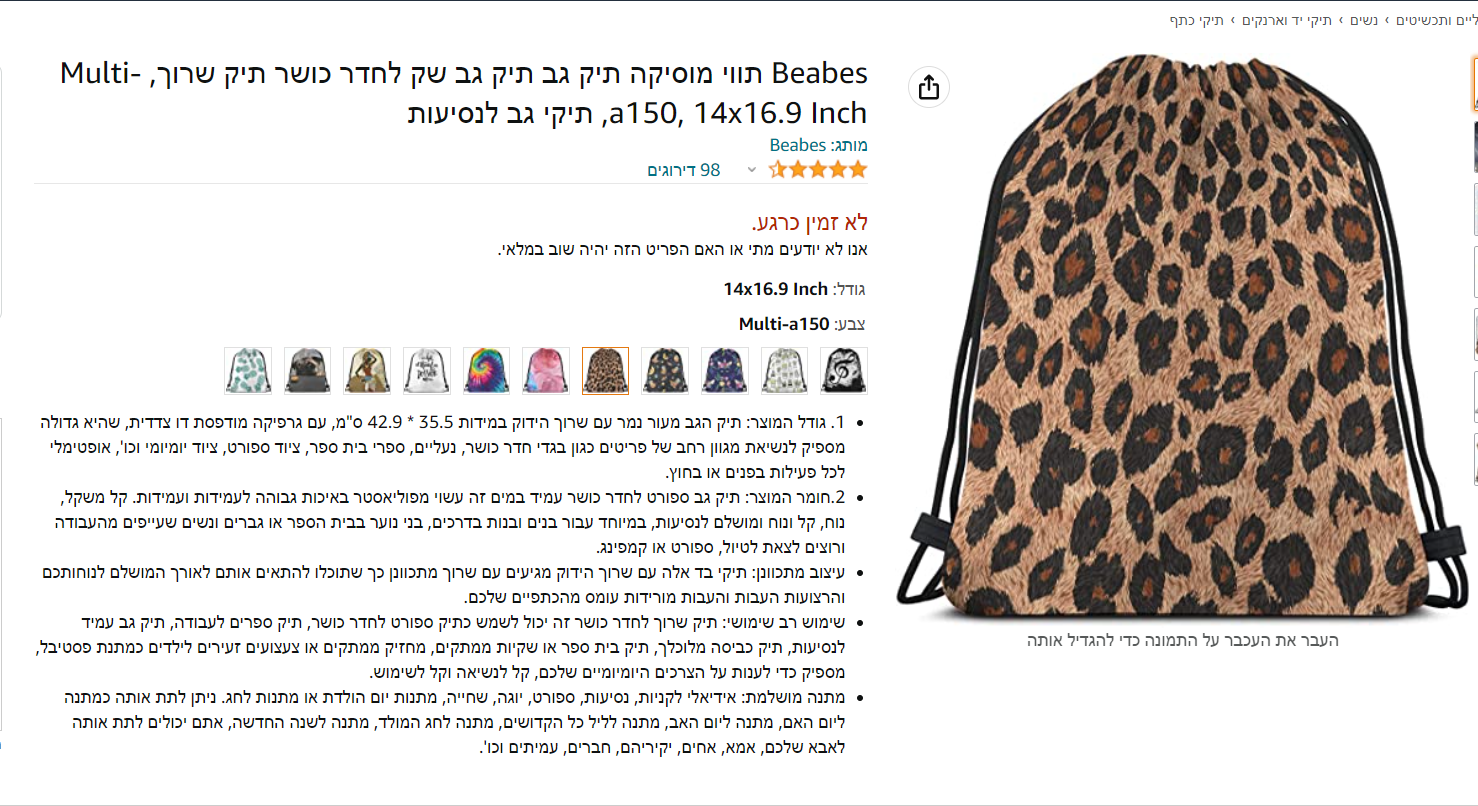 ליים ותכשיטים › נשים › תיקי יד וארנקים › תיקי כתף
Beabes תווי מוסיקה תיק גב תיק גב שק לחדר כושר תיק שרוך, Multi-
a150, 14x16.9 Inch, תיקי גב לנסיעות
מותג: Beabes
98 דירוגים
לא זמין כרגע.
אנו לא יודעים מתי או האם הפריט הזה יהיה שוב במלאי.
גודל: 14x16.9 Inch
צבע: Multi-a150
1. גודל המוצר: תיק הגב מעור נמר עם שרוך הידוק במידות 35.5 * 42.9 ס"מ, עם גרפיקה מודפסת דו צדדית, שהיא גדולה
מספיק לנשיאת מגוון רחב של פריטים כגון בגדי חדר כושר, נעליים, ספרי בית ספר, ציוד ספורט, ציוד יומיומי וכו', אופטימלי
לכל פעילות בפנים או בחוץ.
2.חומר המוצר: תיק גב ספורט לחדר כושר עמיד במים זה עשוי מפוליאסטר באיכות גבוהה לעמידות ועמידות. קל משקל,
נוח, קל ונוח ומושלם לנסיעות, במיוחד עבור בנים ובנות בדרכים, בני נוער בבית הספר או גברים ונשים שעייפים מהעבודה
ורוצים לצאת לטיול, ספורט או קמפינג.
עיצוב מתכוונן: תיקי בד אלה עם שרוך הידוק מגיעים עם שרוך מתכוונן כך שתוכלו להתאים אותם לאורך המושלם לנוחותכם
והרצועות העבות והעבות מורידות עומס מהכתפיים שלכם.
שימוש רב שימושי: תיק שרוך לחדר כושר זה יכול לשמש כתיק ספורט לחדר כושר, תיק ספרים לעבודה, תיק גב עמיד
לנסיעות, תיק כביסה מלוכלך, תיק בית ספר או שקיות ממתקים, מחזיק ממתקים או צעצועים זעירים לילדים כמתנת פסטיבל,
מספיק כדי לענות על הצרכים היומיומיים שלכם, קל לנשיאה וקל לשימוש.
מתנה מושלמת: אידיאלי לקניות, נסיעות, ספורט, יוגה, שחייה, מתנות יום הולדת או מתנות לחג. ניתן לתת אותה כמתנה
ליום האם, מתנה ליום האב, מתנה לליל כל הקדושים, מתנה לחג המולד, מתנה לשנה החדשה, אתם יכולים לתת אותה
לאבא שלכם, אמא, אחים, יקיריהם, חברים, עמיתים וכו'.
העבר את העכבר על התמונה כדי להגדיל אותה